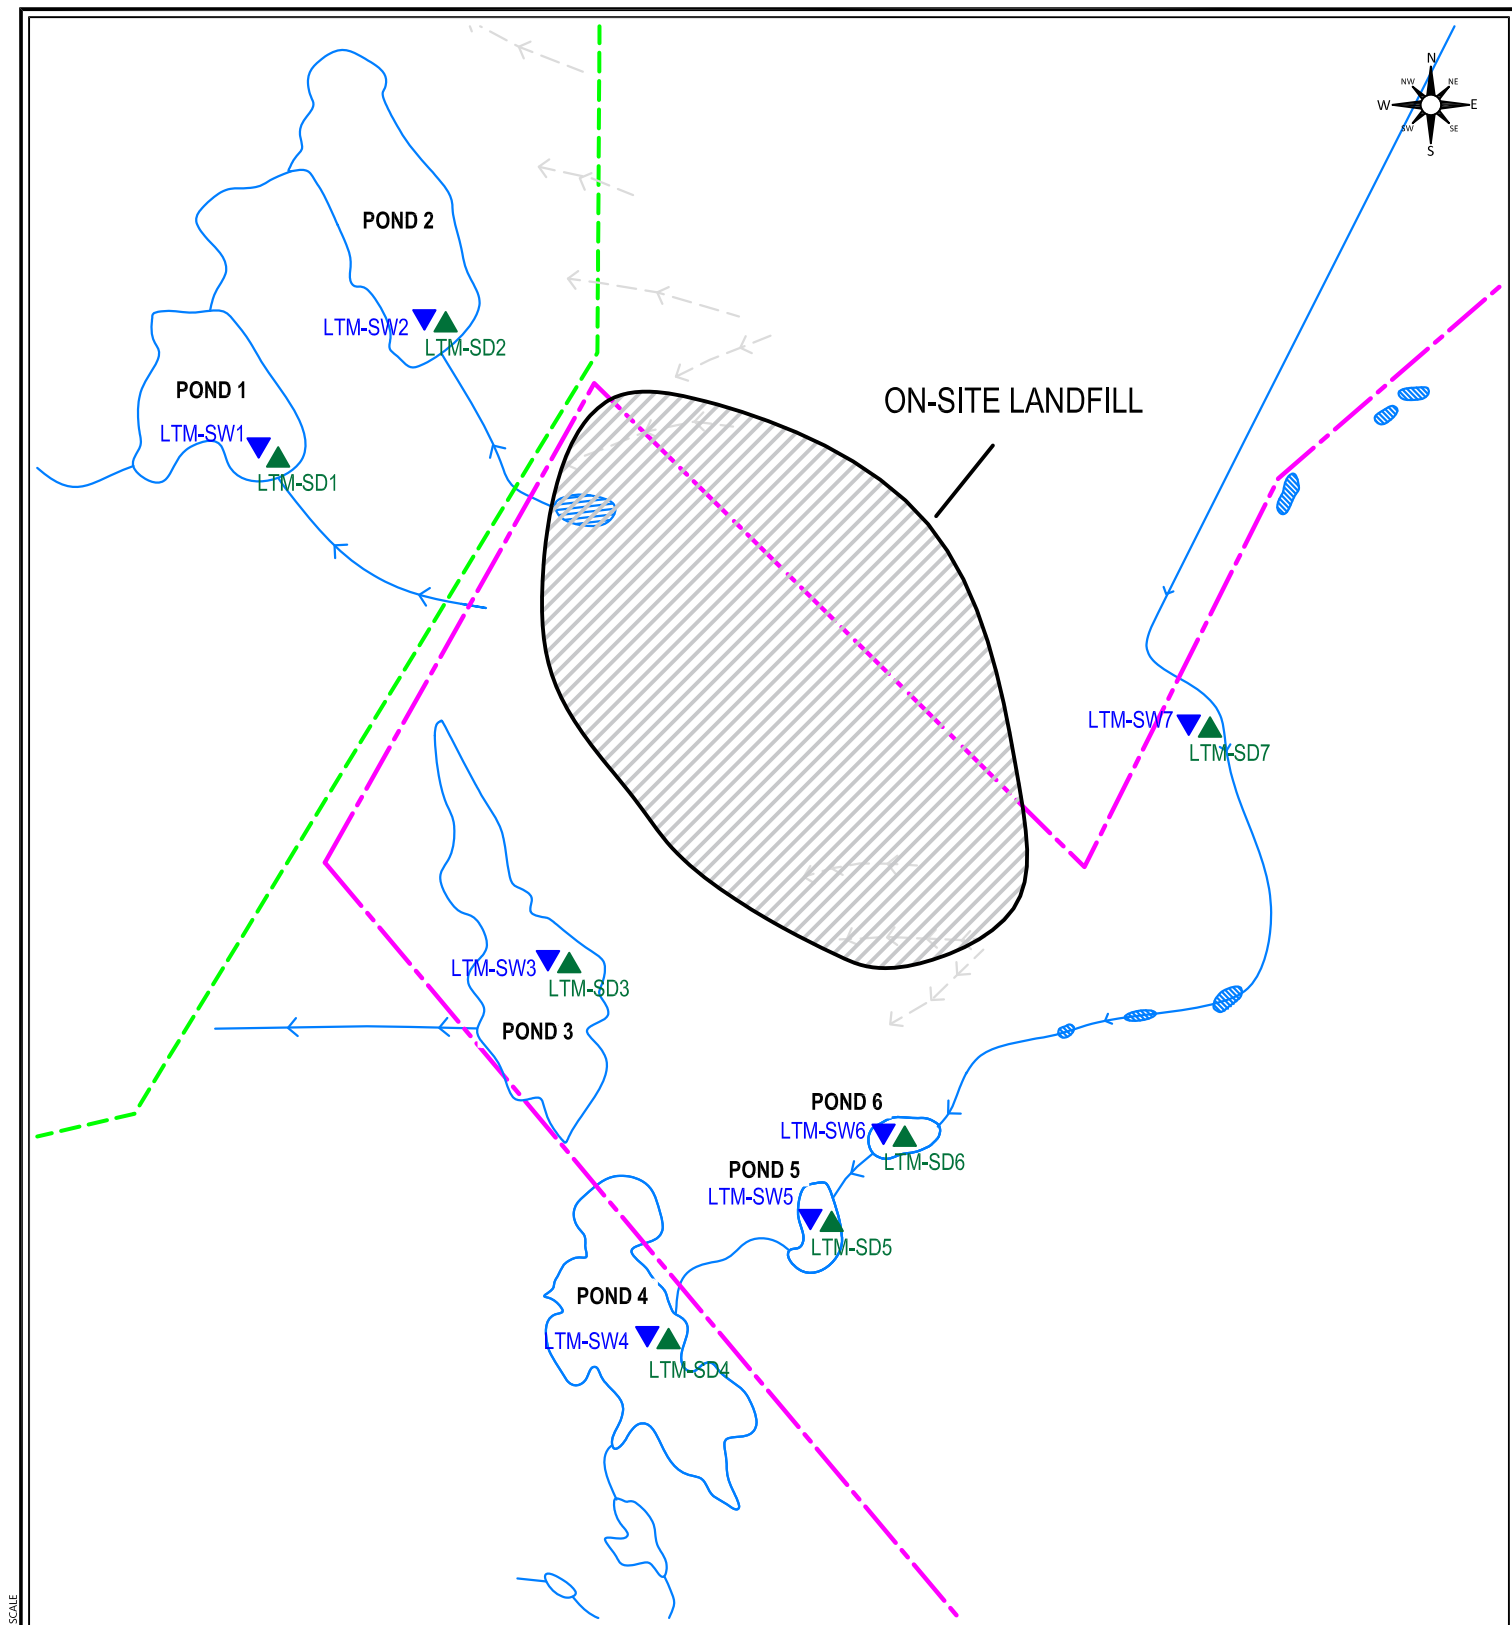 N
NW
NE
W
E
SW
SE
S
POND 2
LTM-SW2
LTM-SD2
POND 1
ON-SITE LANDFILL
LTM-SW1
LTM-SD1
LTM-SW7
LTM-SD7
LTM-SW3
LTM-SD3
POND 3
POND 6
LTM-SW6
LTM-SD6
POND 5
LTM-SW5
LTM-SD5
POND 4
LTM-SW4
LTM-SD4
SCALE